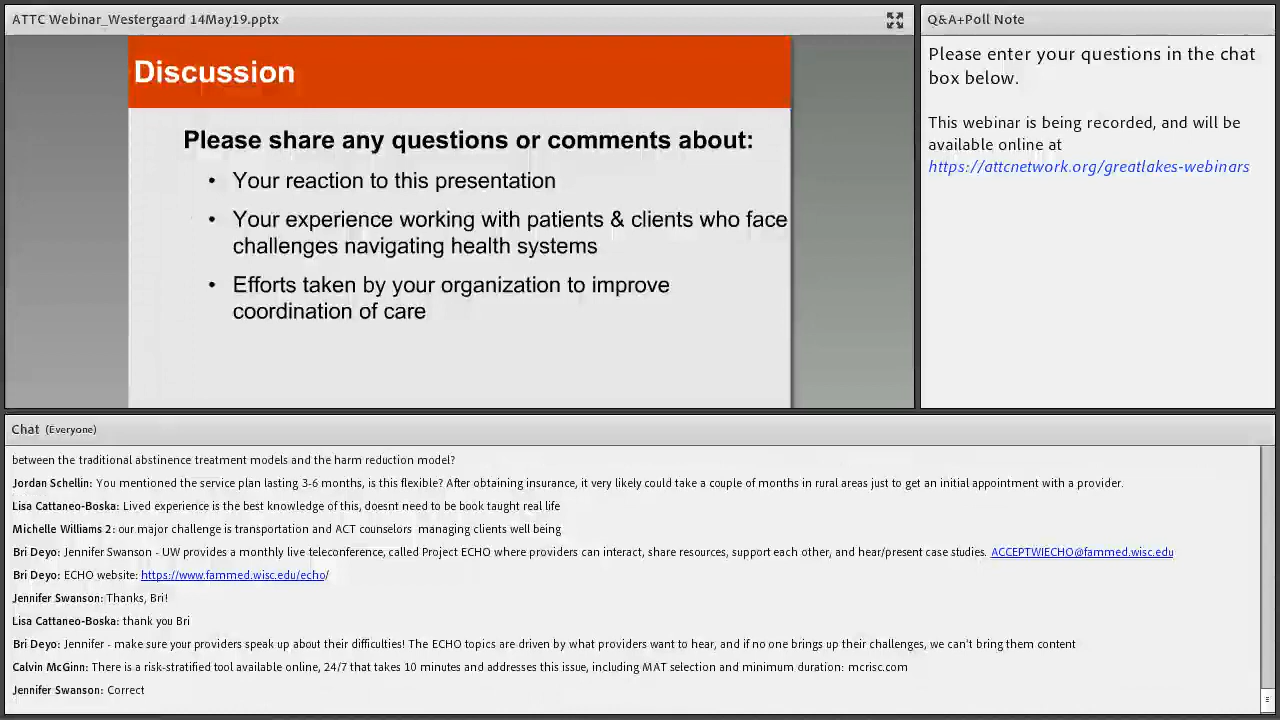 ATTC Webinar_Westergaard 14May19.pptx
Discussion
Please share any questions or comments about:
• Your reaction to this presentation
• Your experience working with patients & clients who face
challenges navigating health systems
• Efforts taken by your organization to improve
coordination of care
Q&A+Poll Note
Please enter your questions in the chat
box below.
This webinar is being recorded, and will be
available online at
https://attcnetwork.org/greatlakes-webinars
Chat (Everyone)
between the traditional abstinence treatment models and the harm reduction model?
Jordan Schellin: You mentioned the service plan lasting 3-6 months, is this flexible? After obtaining insurance, it very likely could take a couple of months in rural areas just to get an initial appointment with a provider.
Lisa Cattaneo-Boska: Lived experience is the best knowledge of this, doesnt need to be book taught real life
Michelle Williams 2: our major challenge is transportation and ACT counselors managing clients well being
Bri Deyo: Jennifer Swanson - UW provides a monthly live teleconference, called Project ECHO where providers can interact, share resources, support each other, and hear/present case studies. ACCEPTWIECHO@fammed.wisc.edu
Bri Deyo: ECHO website: https://www.fammed.wisc.edu/echo/
Jennifer Swanson: Thanks, Bri!
Lisa Cattaneo-Boska: thank you Bri
Bri Deyo: Jennifer - make sure your providers speak up about their difficulties! The ECHO topics are driven by what providers want to hear, and if no one brings up their challenges, we can't bring them content
Calvin McGinn: There is a risk-stratified tool available online, 24/7 that takes 10 minutes and addresses this issue, including MAT selection and minimum duration: mcrisc.com
Jennifer Swanson: Correct